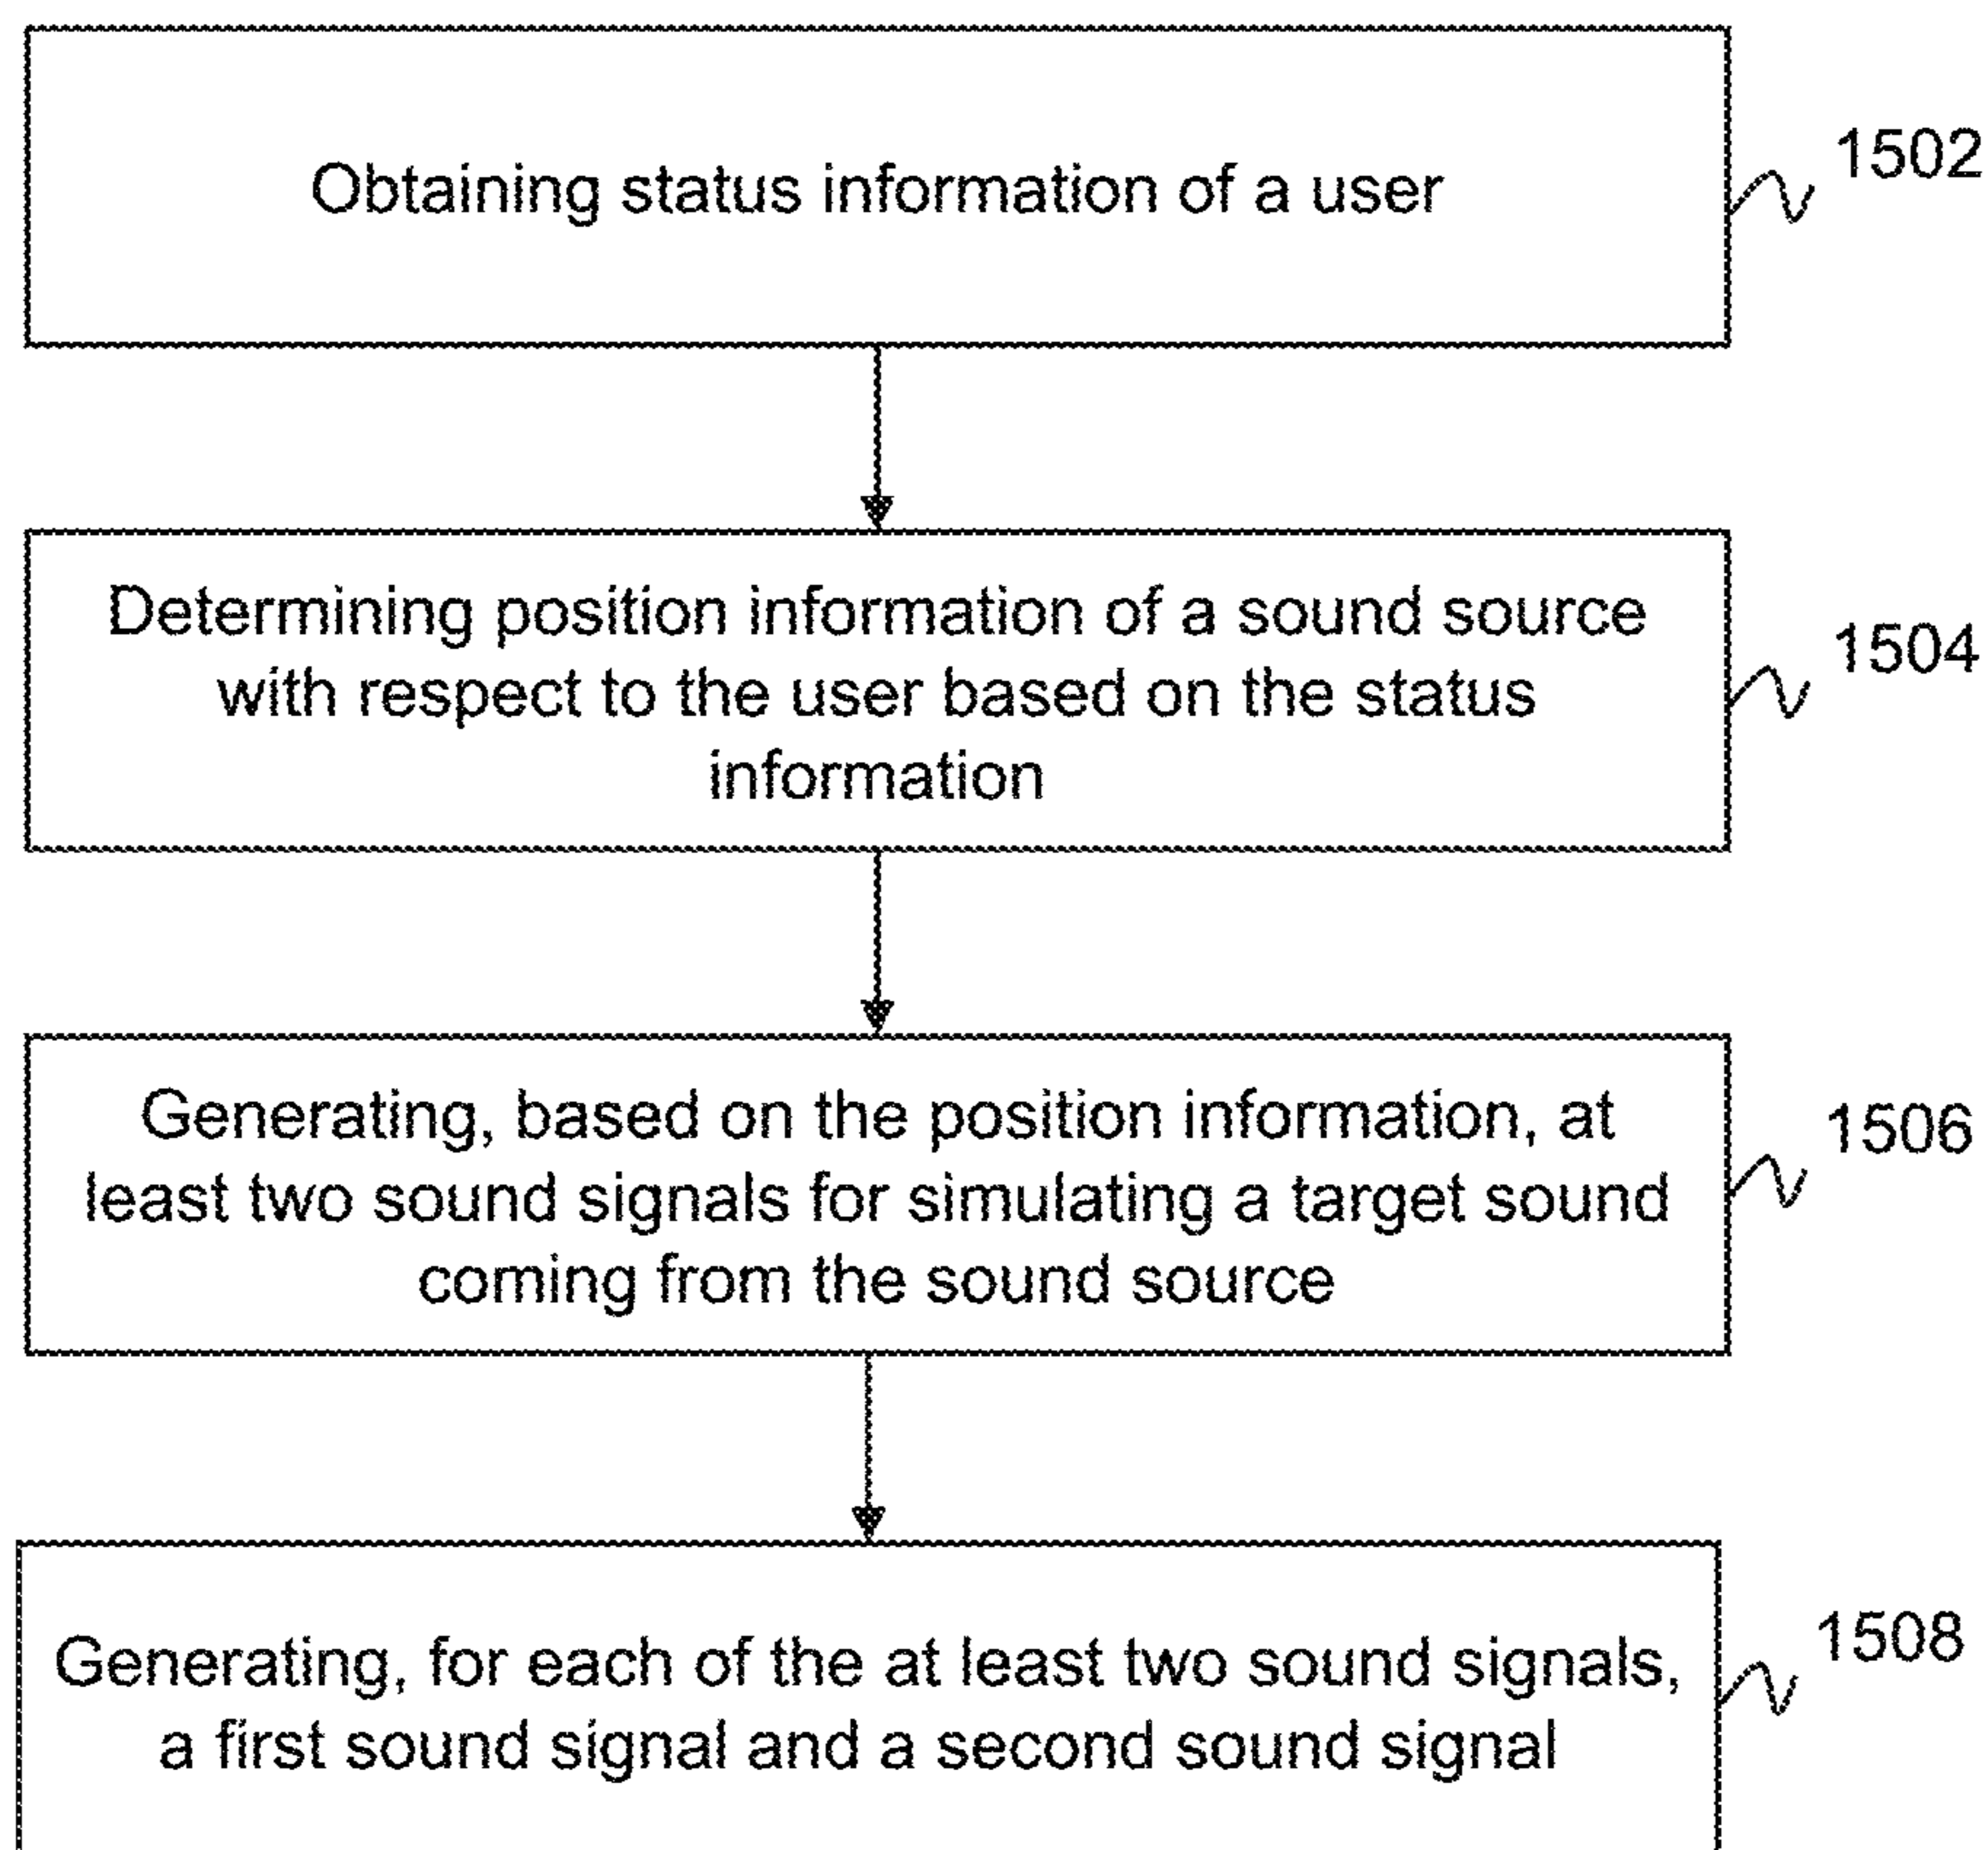 Obtaining status information of a user
1502
Determining position information of a sound source
with respect to the user based on the status
information
1504
Generating, based on the position information, at
least two sound signals for simulating a target sound
coming from the sound source
1506
Generating, for each of the at least two sound signals,
a first sound signal and a second sound signal
1508